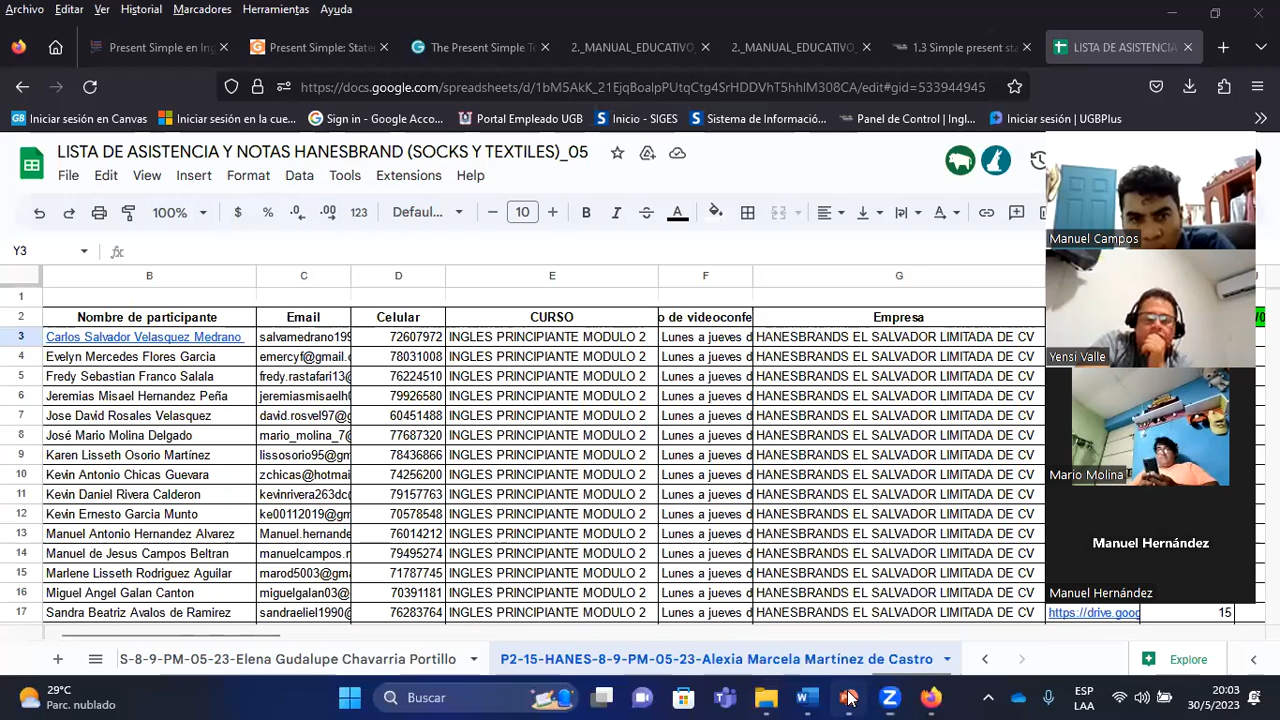 Archivo Editar Ver Historial Marcadores Herramientas Ayuda
Present Simple en Ing
Present Simple: State
The Present Simple Te
2._MANUAL_EDUCATIVO_
2._MANUAL_EDUCATIVO_
1.3 Simple present sta
LISTA DE ASISTENCIA
https://docs.google.com/spreadsheets/d/1bM5AkK_21EjqBoalpPUtqCtg4SrHDDVhT5hhlM308CA/edit#gid=533944945
Iniciar sesión en Canvas
Iniciar sesión en la cue...
Sign in - Google Acco...
Portal Empleado UGB
Inicio - SIGES
Sistema de Informació...
Panel de Control | Ingl...
Iniciar sesión | UGBPlus
LISTA DE ASISTENCIA Y NOTAS HANESBRAND (SOCKS Y TEXTILES)_05
File Edit View Insert Format Data Tools Extensions Help
100% $ % .0 .00 123 Defaul... 10 B I A
Y3 fx
B C D E F G
1
2 Nombre de participante Email Celular CURSO o de videoconfe Empresa
3 Carlos Salvador Velasquez Medrano salvamedrano199 72607972 INGLES PRINCIPIANTE MODULO 2 Lunes a jueves d HANESBRANDS EL SALVADOR LIMITADA DE CV
4 Evelyn Mercedes Flores Garcia emercyf@gmail.c 78031008 INGLES PRINCIPIANTE MODULO 2 Lunes a jueves d HANESBRANDS EL SALVADOR LIMITADA DE CV
5 Fredy Sebastian Franco Salala fredy.rastafari13@ 76224510 INGLES PRINCIPIANTE MODULO 2 Lunes a jueves d HANESBRANDS EL SALVADOR LIMITADA DE CV
6 Jeremias Misael Hernandez Peña jeremiasmisaelh0 79926580 INGLES PRINCIPIANTE MODULO 2 Lunes a jueves d HANESBRANDS EL SALVADOR LIMITADA DE CV
7 Jose David Rosales Velasquez david.rosvel97@g 60451488 INGLES PRINCIPIANTE MODULO 2 Lunes a jueves d HANESBRANDS EL SALVADOR LIMITADA DE CV
8 José Mario Molina Delgado mario_molina_7@ 77687320 INGLES PRINCIPIANTE MODULO 2 Lunes a jueves d HANESBRANDS EL SALVADOR LIMITADA DE CV
9 Karen Lisseth Osorio Martínez lissosorio95@gm 78436866 INGLES PRINCIPIANTE MODULO 2 Lunes a jueves d HANESBRANDS EL SALVADOR LIMITADA DE CV
10 Kevin Antonio Chicas Guevara zchicas@hotmai 74256200 INGLES PRINCIPIANTE MODULO 2 Lunes a jueves d HANESBRANDS EL SALVADOR LIMITADA DE CV
11 Kevin Daniel Rivera Calderon kevinrivera263dc@ 79157763 INGLES PRINCIPIANTE MODULO 2 Lunes a jueves d HANESBRANDS EL SALVADOR LIMITADA DE CV
12 Kevin Ernesto Garcia Munto ke00112019@gm 70578548 INGLES PRINCIPIANTE MODULO 2 Lunes a jueves d HANESBRANDS EL SALVADOR LIMITADA DE CV
13 Manuel Antonio Hernandez Alvarez Manuel.hernande 76014212 INGLES PRINCIPIANTE MODULO 2 Lunes a jueves d HANESBRANDS EL SALVADOR LIMITADA DE CV
14 Manuel de Jesus Campos Beltran manuelcampos.r 79495274 INGLES PRINCIPIANTE MODULO 2 Lunes a jueves d HANESBRANDS EL SALVADOR LIMITADA DE CV
15 Marlene Lisseth Rodriguez Aguilar marod5003@gma 71787745 INGLES PRINCIPIANTE MODULO 2 Lunes a jueves d HANESBRANDS EL SALVADOR LIMITADA DE CV
16 Miguel Angel Galan Canton miguelgalan03@ 70391181 INGLES PRINCIPIANTE MODULO 2 Lunes a jueves d HANESBRANDS EL SALVADOR LIMITADA DE CV
17 Sandra Beatriz Avalos de Ramirez sandraeliel1990@ 76283764 INGLES PRINCIPIANTE MODULO 2 Lunes a jueves d HANESBRANDS EL SALVADOR LIMITADA DE CV https://drive.goog 15
Manuel Campos
Yensi Valle
Mario Molina
Manuel Hernández
Manuel Hernández
S-8-9-PM-05-23-Elena Gudalupe Chavarria Portillo
P2-15-HANES-8-9-PM-05-23-Alexia Marcela Martínez de Castro
Explore
29°C
Parc. nublado
Buscar
ESP
LAA
20:03
30/5/2023